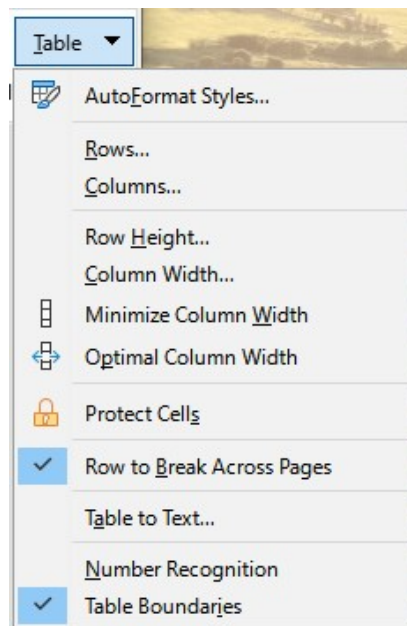 Table
AutoFormat Styles...
Rows...
Columns...
Row Height...
Column Width...
Minimize Column Width
Optimal Column Width
Protect Cells
Row to Break Across Pages
Table to Text...
Number Recognition
Table Boundaries